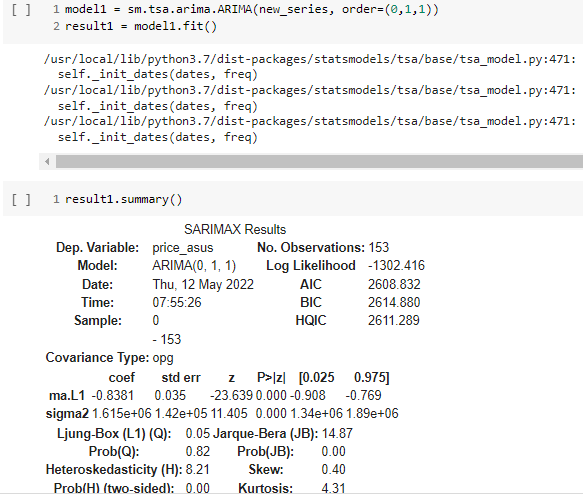 [ ] 1 model1 = sm.tsa.arima.ARIMA(new_series, order=(0,1,1))
2 result1 = model1.fit()
/usr/local/lib/python3.7/dist-packages/statsmodels/tsa/base/tsa_model.py:471:
self._init_dates(dates, freq)
/usr/local/lib/python3.7/dist-packages/statsmodels/tsa/base/tsa_model.py:471:
self._init_dates(dates, freq)
/usr/local/lib/python3.7/dist-packages/statsmodels/tsa/base/tsa_model.py:471:
self._init_dates(dates, freq)
[ ] 1 result1.summary()
SARIMAX Results
Dep. Variable: price_asus No. Observations: 153
Model: ARIMA(0, 1, 1) Log Likelihood -1302.416
Date: Thu, 12 May 2022 AIC 2608.832
Time: 07:55:26 BIC 2614.880
Sample: 0 HQIC 2611.289
- 153
Covariance Type: opg
coef std err z P>|z| [0.025 0.975]
ma.L1 -0.8381 0.035 -23.639 0.000 -0.908 -0.769
sigma2 1.615e+06 1.42e+05 11.405 0.000 1.34e+06 1.89e+06
Ljung-Box (L1) (Q): 0.05 Jarque-Bera (JB): 14.87
Prob(Q): 0.82 Prob(JB): 0.00
Heteroskedasticity (H): 8.21 Skew: 0.40
Prob(H) (two-sided): 0.00 Kurtosis: 4.31